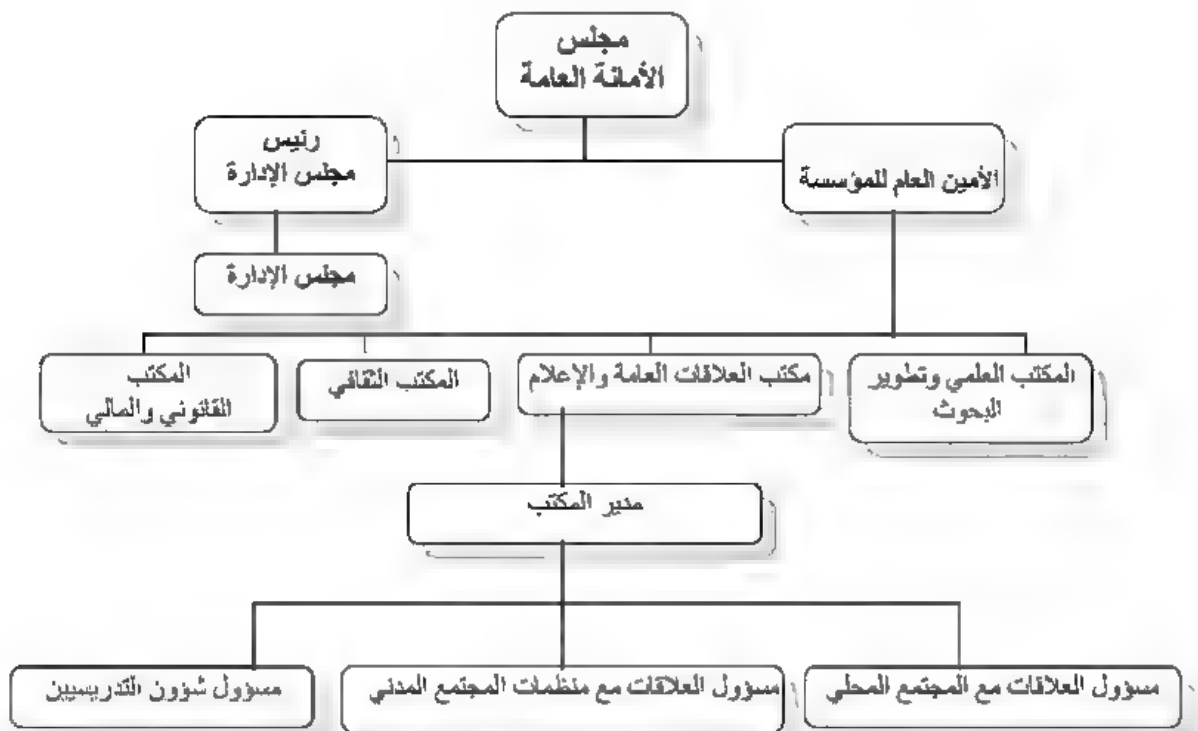 مجلس
الأمانة العامة
الأمين العام للمؤسسة
رئيس
مجلس الإدارة
مجلس الإدارة
المكتب العلمي وتطوير
البحوث
مكتب العلاقات العامة والإعلام
المكتب الثقافي
المكتب
القانوني والمالي
مدير المكتب
مسؤول العلاقات مع المجتمع المحلي
مسؤول العلاقات مع منظمات المجتمع المدني
مسؤول شؤون التدريسيين